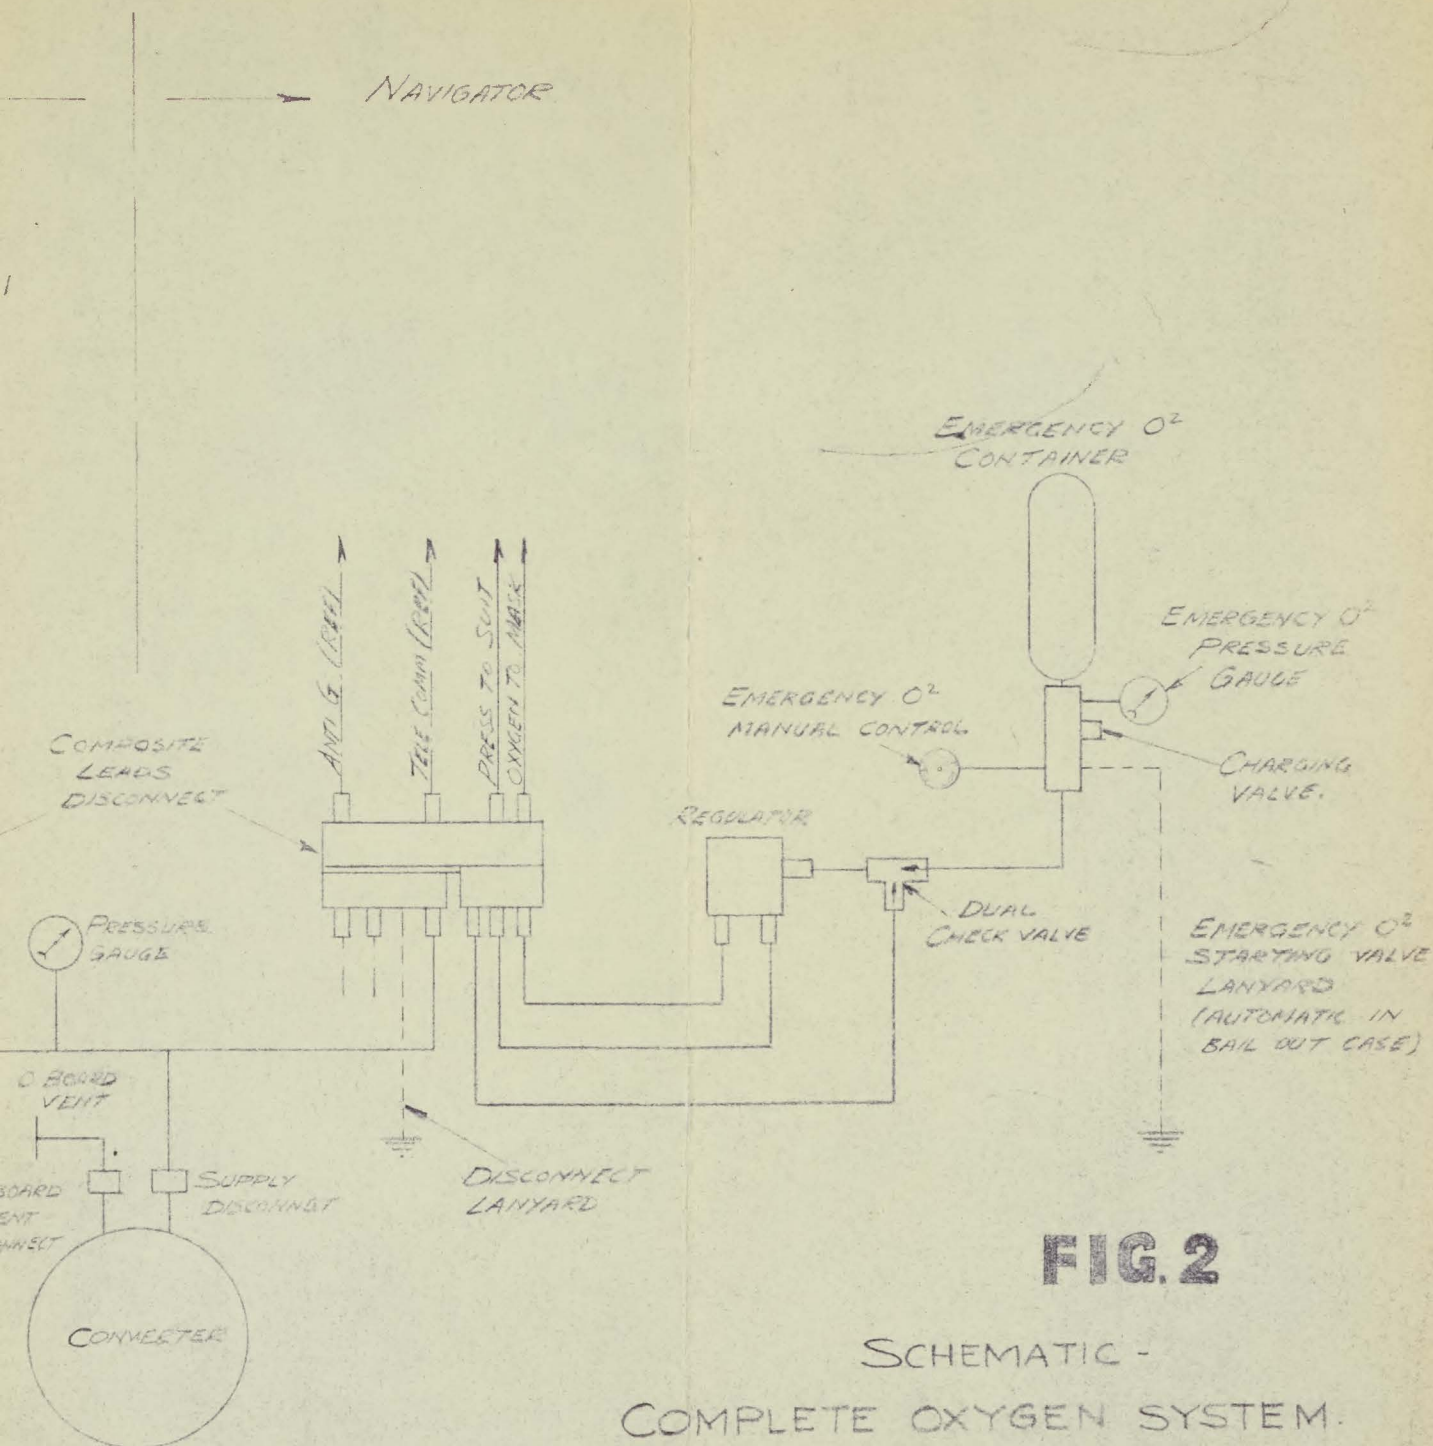 NAVIGATOR
EMERGENCY O²
CONTAINER
EMERGENCY O²
PRESSURE
GAUGE
EMERGENCY O²
MANUAL CONTROL
CHARGING
VALVE.
ANTI G (REF)
TELE COMM (REF)
PRESS TO SUIT
OXYGEN TO MASK
COMPOSITE
LEADS
DISCONNECT
REGULATOR
DUAL
CHECK VALVE
PRESSURE
GAUGE
EMERGENCY O²
STARTING VALVE
LANYARD
(AUTOMATIC IN
BAIL OUT CASE)
O BOARD
VENT
BOARD
ENT
NNECT
SUPPLY
DISCONNECT
DISCONNECT
LANYARD
CONVERTER
FIG. 2
SCHEMATIC -
COMPLETE OXYGEN SYSTEM.